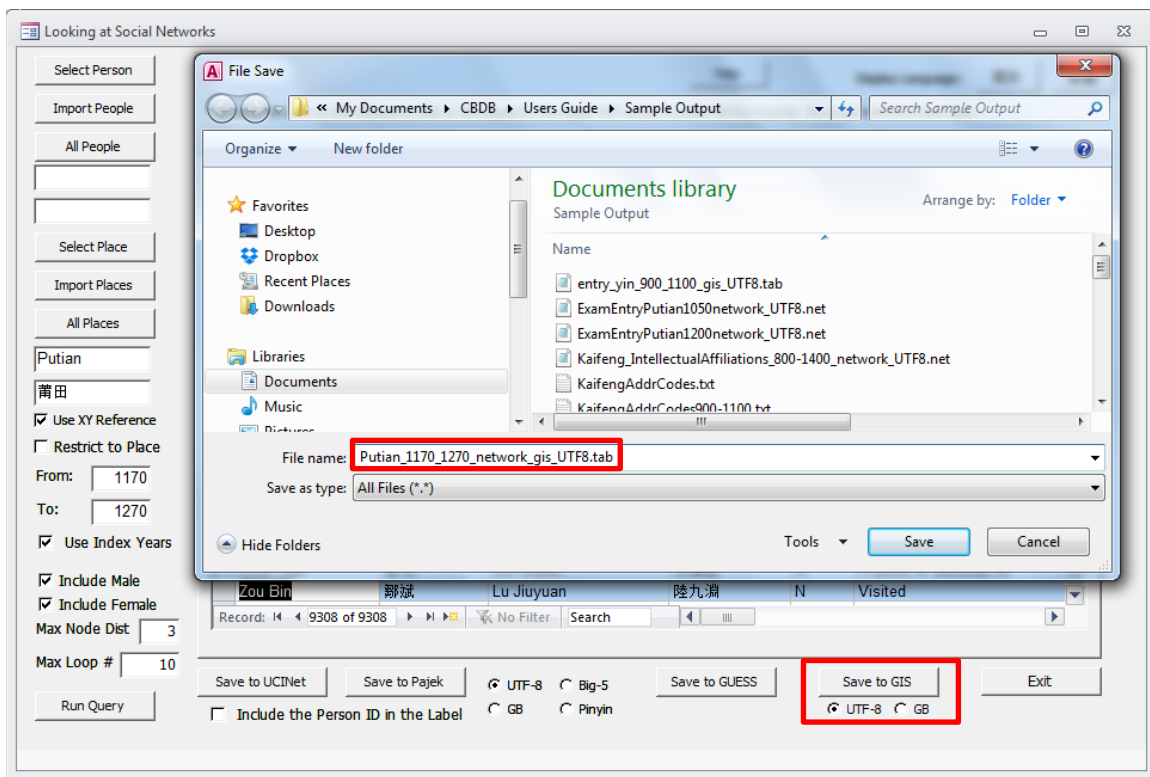 Looking at Social Networks
Select Person
Import People
All People
Select Place
Import Places
All Places
Putian
莆田
Use XY Reference
Restrict to Place
From: 1170
To: 1270
Use Index Years
Include Male
Include Female
Max Node Dist 3
Max Loop # 10
Run Query
File Save
« My Documents CBDB Users Guide Sample Output
Search Sample Output
Organize New folder
Favorites
Desktop
Dropbox
Recent Places
Downloads
Libraries
Documents
Music
Pictures
Documents library
Sample Output
Arrange by: Folder
Name
entry_yin_900_1100_gis_UTF8.tab
ExamEntryPutian1050network_UTF8.net
ExamEntryPutian1200network_UTF8.net
Kaifeng_IntellectualAffiliations_800-1400_network_UTF8.net
KaifengAddrCodes.txt
KaifengAddrCodes900-1100.txt
File name: Putian_1170_1270_network_gis_UTF8.tab
Save as type: All Files (*.*)
Hide Folders
Tools Save Cancel
Zou Bin 鄒斌 Lu Jiuyuan 陸九淵 N Visited
Record: 9308 of 9308 No Filter Search
Save to UCINet Save to Pajek
UTF-8 Big-5
GB Pinyin
Save to GUESS
Save to GIS
UTF-8 GB
Exit
Include the Person ID in the Label